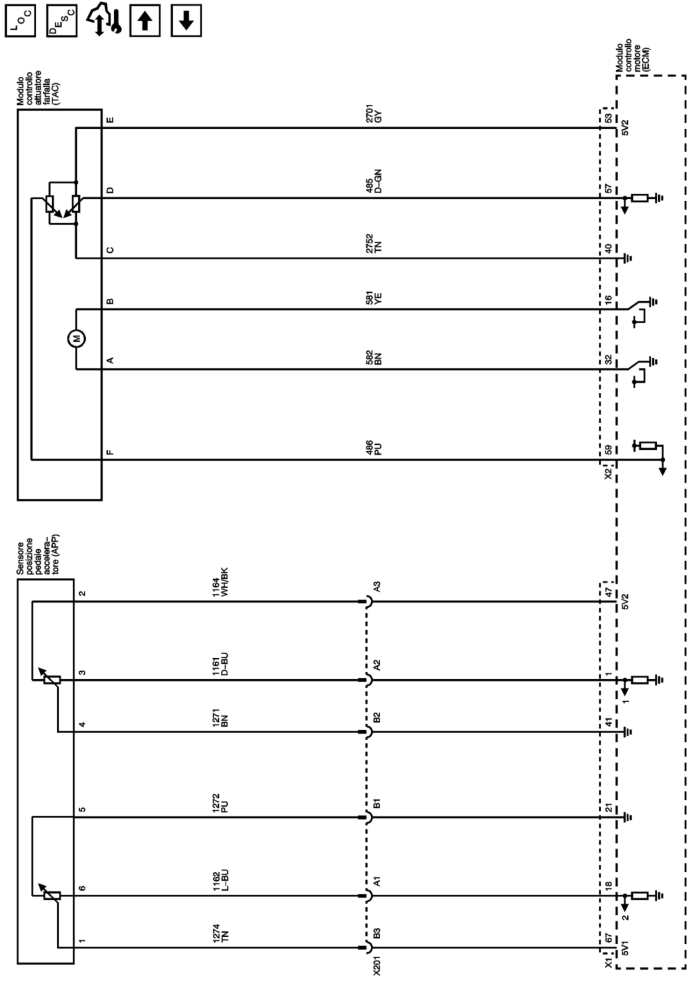 LOC
DESC
Sensore
posizione
pedale
accelera–
tore (APP)
Modulo
controllo
attuatore
farfalla
(TAC)
1
6
5
4
3
2
F
A
B
C
D
E
M
1274
TN
1162
L–BU
1272
PU
1271
BN
1161
D–BU
1164
WH/BK
486
PU
582
BN
581
YE
2752
TN
485
D–GN
2701
GY
X201
B3
A1
B1
B2
A2
A3
X1
67
18
21
41
1
47
X2
59
32
16
40
57
53
5V1
2
1
5V2
5V2
Modulo
controllo
motore
(ECM)